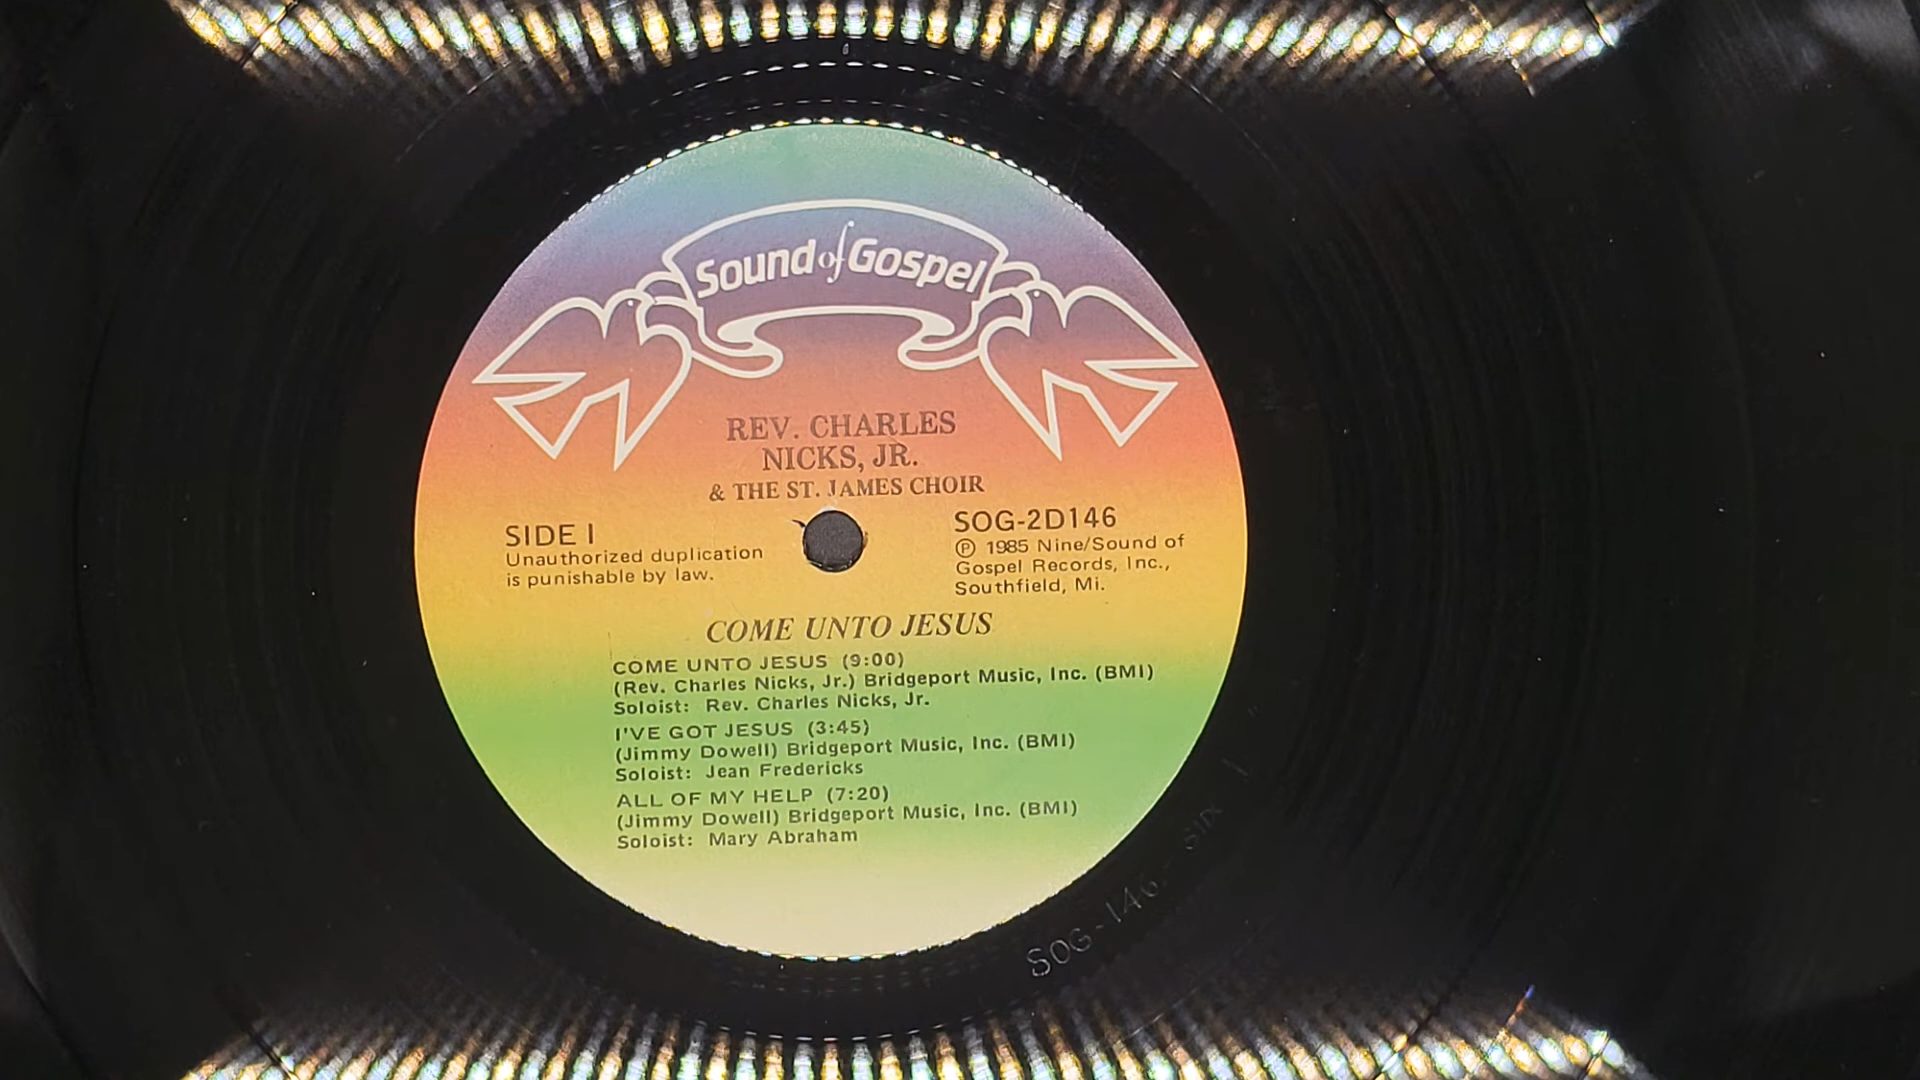 Sound of Gospel
REV. CHARLES
NICKS, JR.
& THE ST. JAMES CHOIR
SIDE I
Unauthorized duplication
is punishable by law.
SOG-2D146
Ⓟ 1985 Nine/Sound of
Gospel Records, Inc.,
Southfield, Mi.
COME UNTO JESUS
COME UNTO JESUS (9:00)
(Rev. Charles Nicks, Jr.) Bridgeport Music, Inc. (BMI)
Soloist: Rev. Charles Nicks, Jr.
I'VE GOT JESUS (3:45)
(Jimmy Dowell) Bridgeport Music, Inc. (BMI)
Soloist: Jean Fredericks
ALL OF MY HELP (7:20)
(Jimmy Dowell) Bridgeport Music, Inc. (BMI)
Soloist: Mary Abraham
SOG-146-